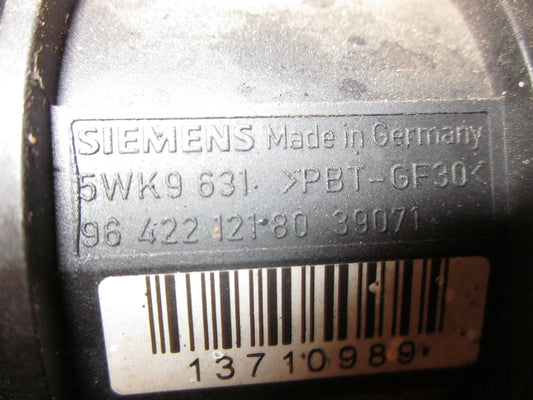 SIEMENS Made in Germany
5WK9 631 >PBT-GF30<
96 422 121 80 39071
13710989